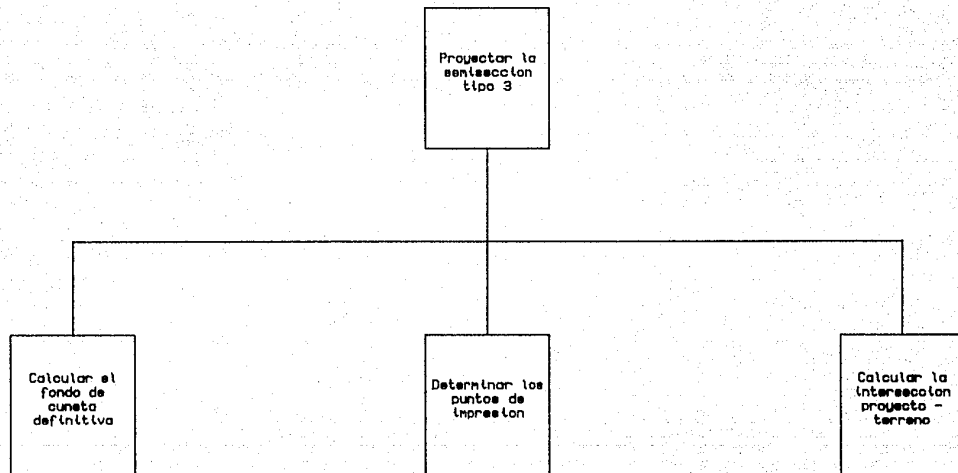 Proyectar la
semiseccion
tipo 3
Calcular el
fondo de
cuneta
definitiva
Determinar los
puntos de
impresion
Calcular la
interseccion
proyecto -
terreno